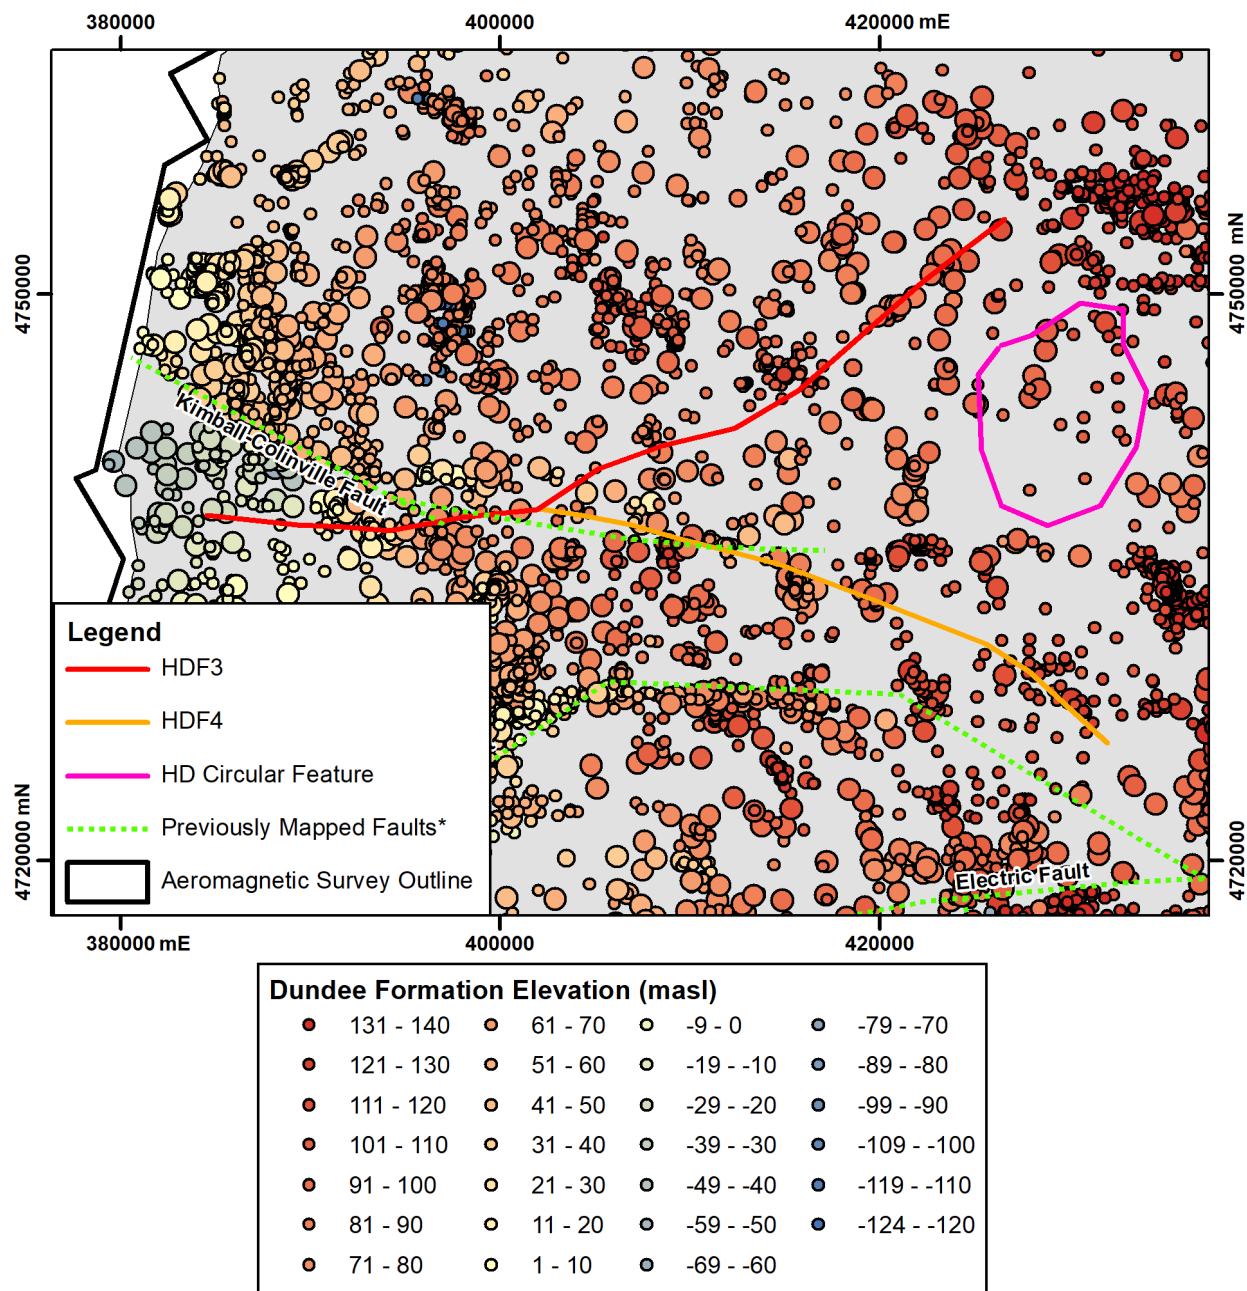 380000
400000
420000 mE
4750000
4750000 mN
Kimball-Colinville Fault
Legend
HDF3
HDF4
HD Circular Feature
Previously Mapped Faults*
Aeromagnetic Survey Outline
Electric Fault
4720000 mN
4720000
380000 mE
400000
420000
Dundee Formation Elevation (masl)
131 - 140
61 - 70
-9 - 0
-79 - -70
121 - 130
51 - 60
-19 - -10
-89 - -80
111 - 120
41 - 50
-29 - -20
-99 - -90
101 - 110
31 - 40
-39 - -30
-109 - -100
91 - 100
21 - 30
-49 - -40
-119 - -110
81 - 90
11 - 20
-59 - -50
-124 - -120
71 - 80
1 - 10
-69 - -60